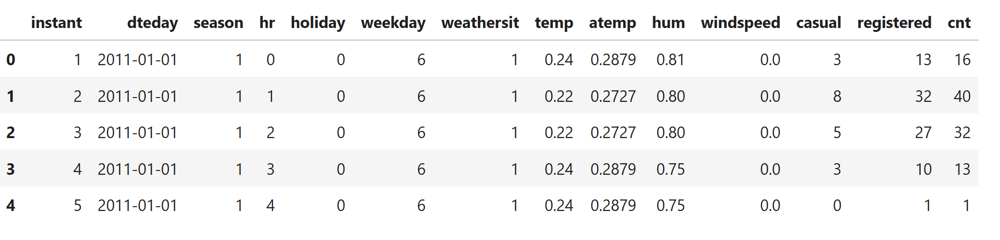 instant dteday season hr holiday weekday weathersit temp atemp hum windspeed casual registered cnt
0 1 2011-01-01 1 0 0 6 1 0.24 0.2879 0.81 0.0 3 13 16
1 2 2011-01-01 1 1 0 6 1 0.22 0.2727 0.80 0.0 8 32 40
2 3 2011-01-01 1 2 0 6 1 0.22 0.2727 0.80 0.0 5 27 32
3 4 2011-01-01 1 3 0 6 1 0.24 0.2879 0.75 0.0 3 10 13
4 5 2011-01-01 1 4 0 6 1 0.24 0.2879 0.75 0.0 0 1 1